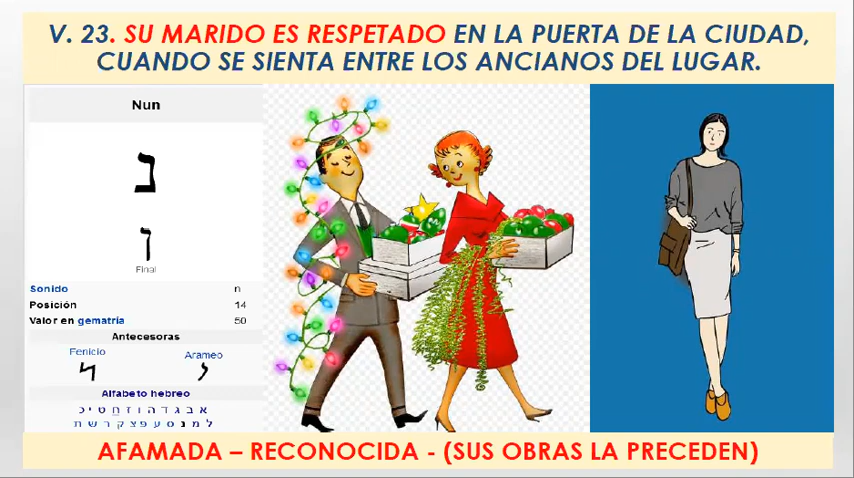 V. 23. SU MARIDO ES RESPETADO EN LA PUERTA DE LA CIUDAD,
CUANDO SE SIENTA ENTRE LOS ANCIANOS DEL LUGAR.
Nun
נ
ן
Final
Sonido n
Posición 14
Valor en gematría 50
Antecesoras
Fenicio Arameo
Alfabeto hebreo
א ב ג ד ה ו ז ח ט י כ
ל מ נ ס ע פ צ ק ר ש ת
AFAMADA – RECONOCIDA - (SUS OBRAS LA PRECEDEN)